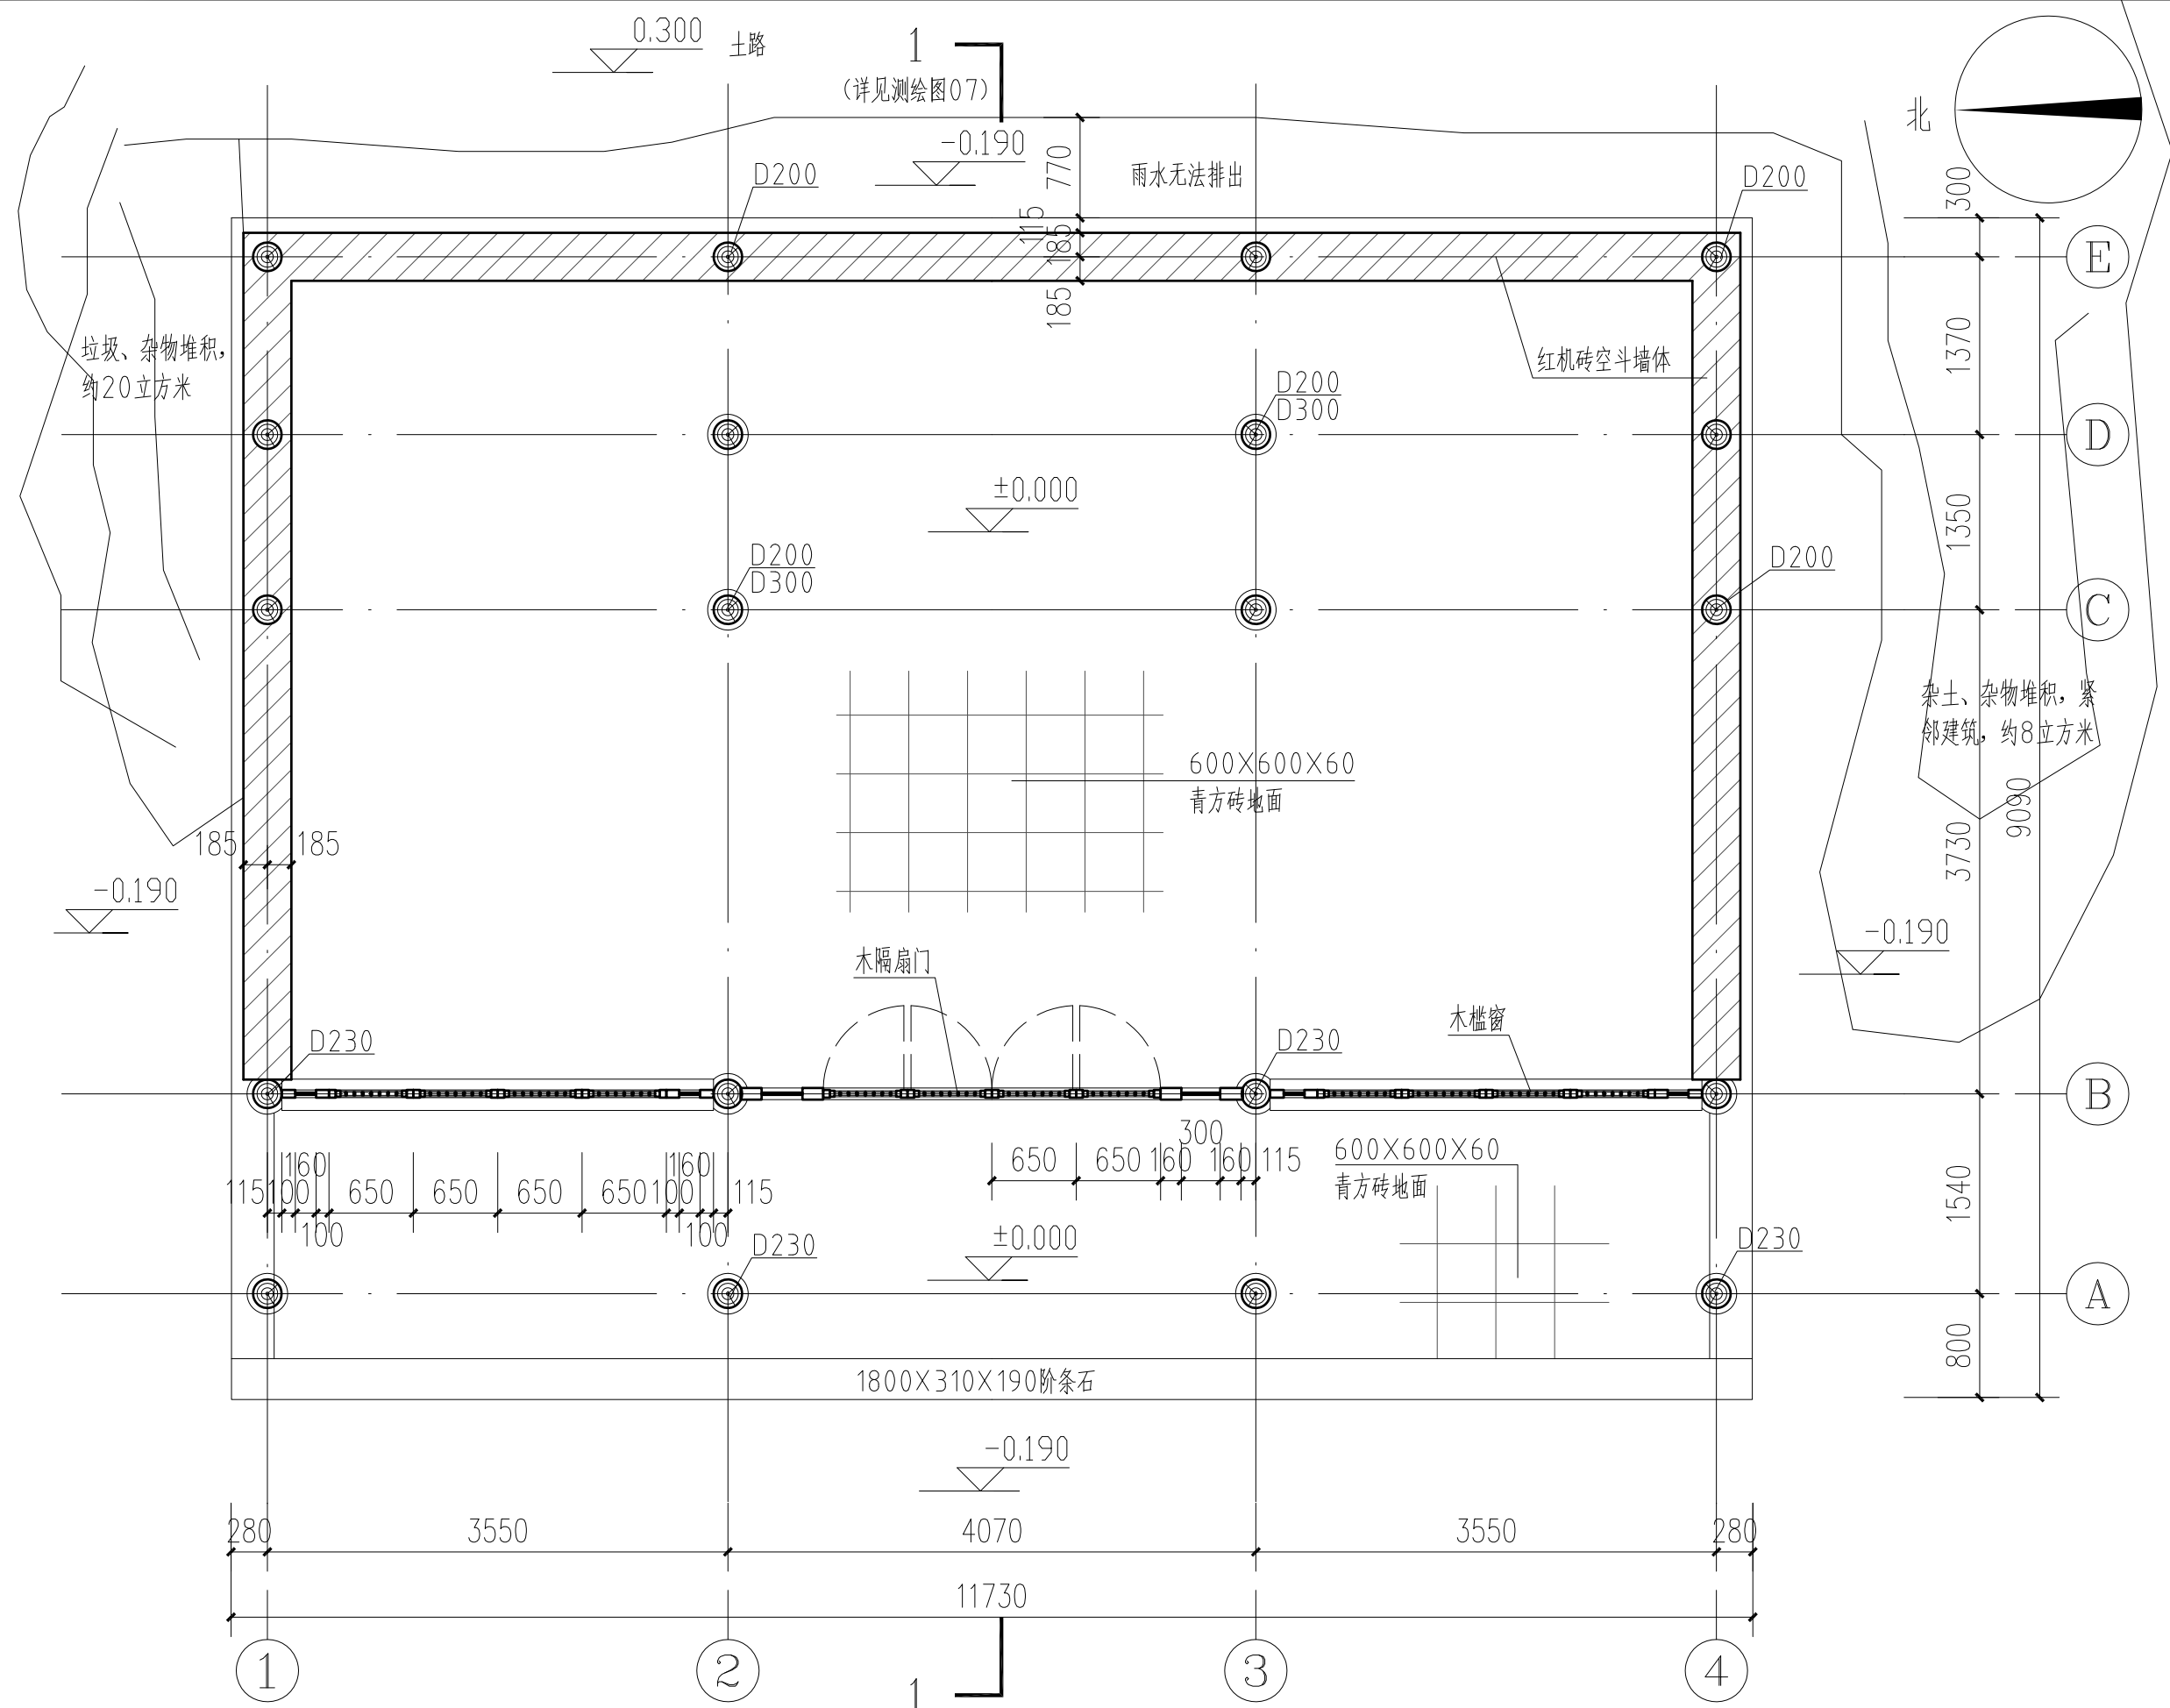 0.300
土路
1
(详见测绘图07)
北
-0.190
770
雨水无法排出
D200
D200
300
115
185
185
E
1370
垃圾、杂物堆积，
约20立方米
红机砖空斗墙体
D200
D300
D
±0.000
1350
D200
D300
D200
C
杂土、杂物堆积，紧
邻建筑，约8立方米
600X600X60
青方砖地面
9090
3730
185
185
-0.190
-0.190
木隔扇门
木槛窗
D230
D230
B
300
650
650
160
160
115
600X600X60
青方砖地面
160
160
115
100
650
650
650
650
100
115
100
100
1540
±0.000
D230
D230
A
800
1800X310X190阶条石
-0.190
280
3550
4070
3550
280
11730
1
2
3
4
1